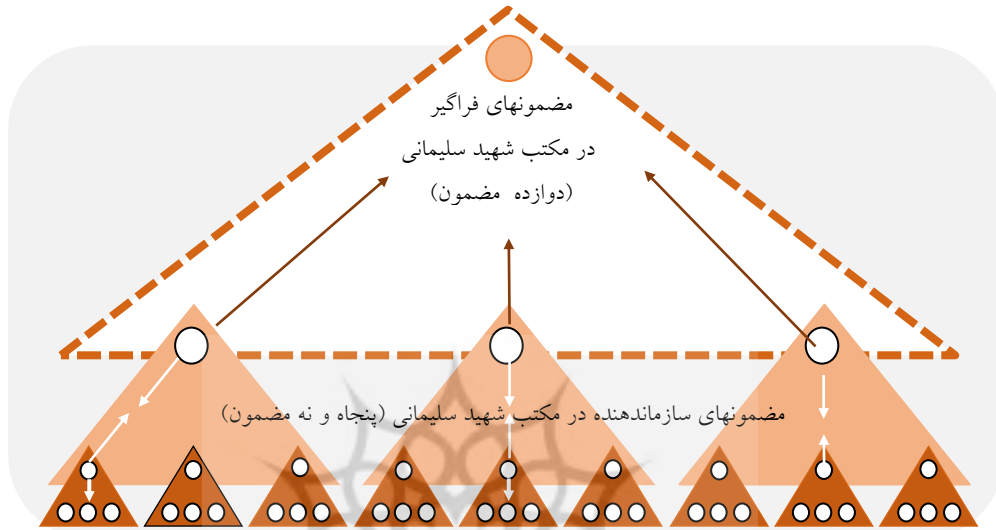 مضمونهای فراگیر
در مکتب شهید سلیمانی
(دوازده مضمون)
مضمونهای سازماندهنده در مکتب شهید سلیمانی (پنجاه و نه مضمون)